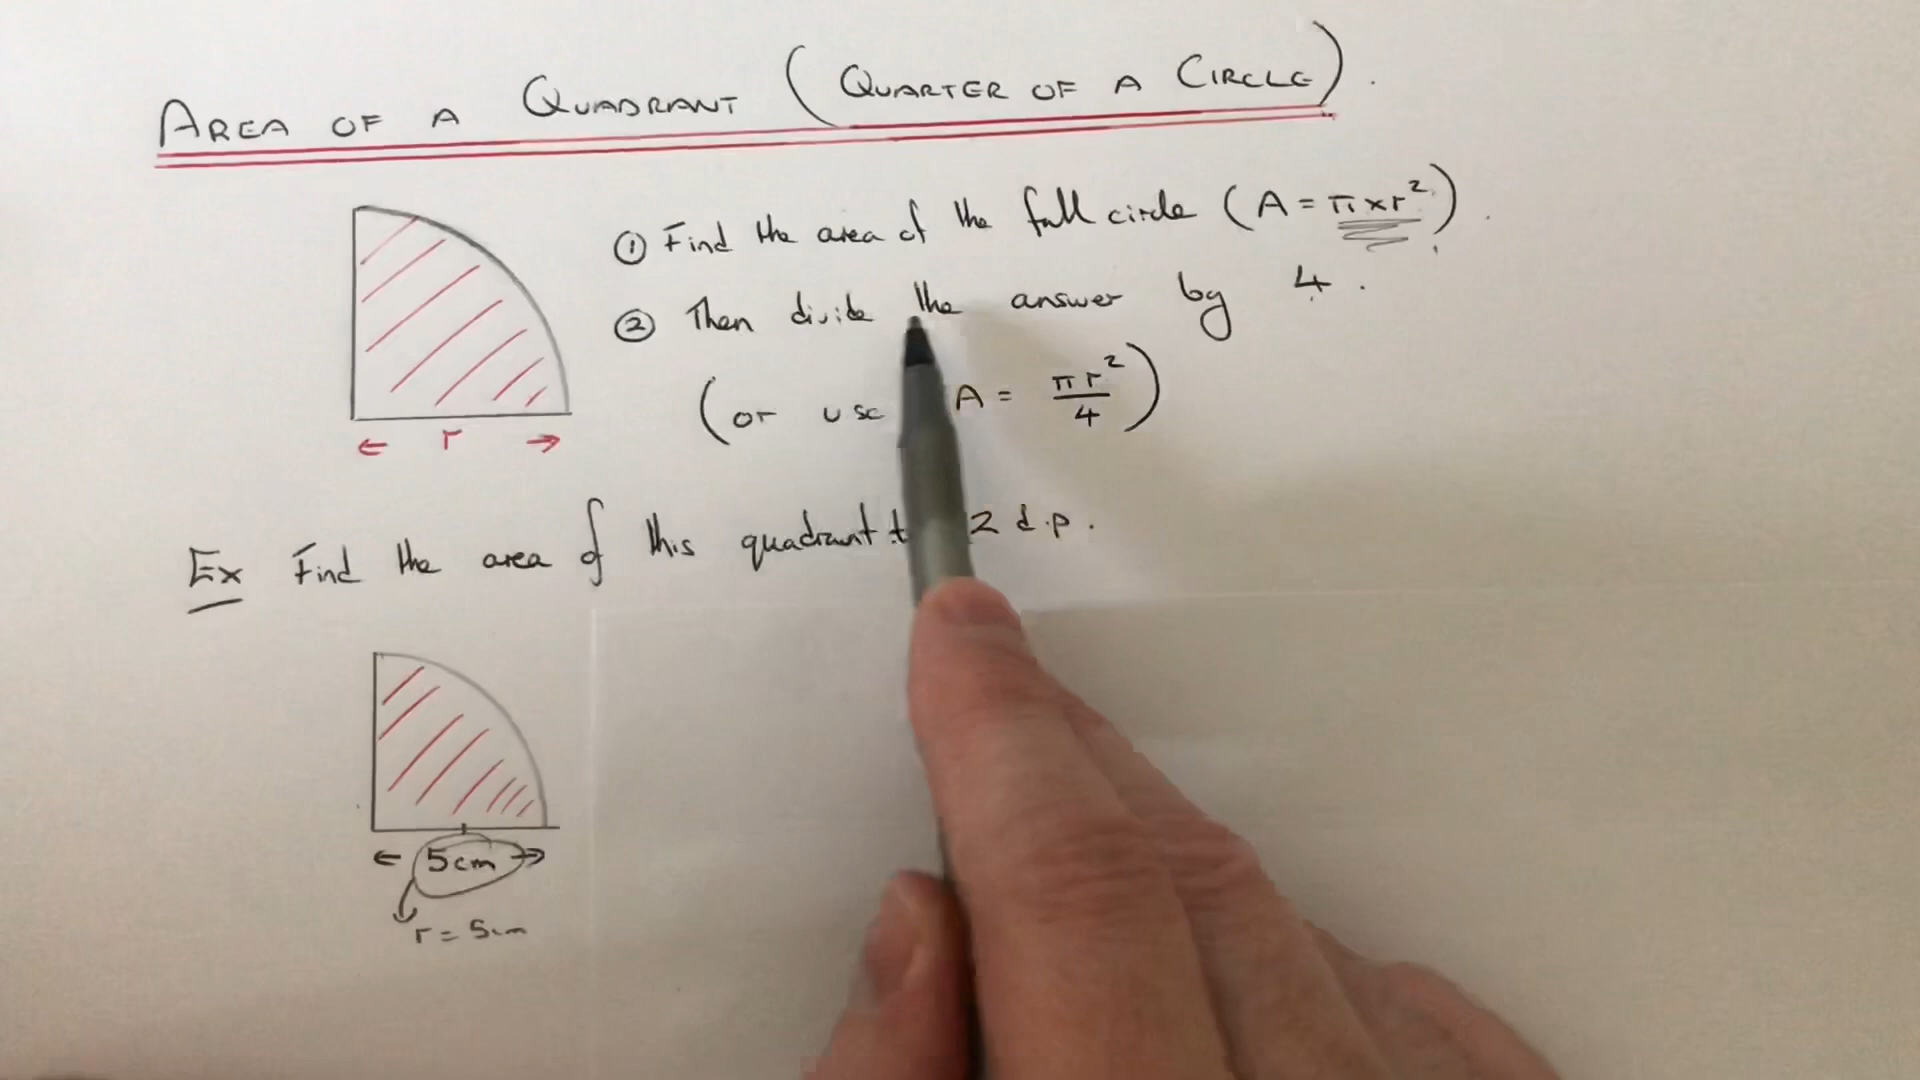 AREA OF A QUADRANT (QUARTER OF A CIRCLE).
① Find the area of the full circle (A = π×r²).
② Then divide the answer by 4.
(or use A = πr²/4)
r
Ex Find the area of this quadrant t 2 d.p.
5cm
r = 5cm